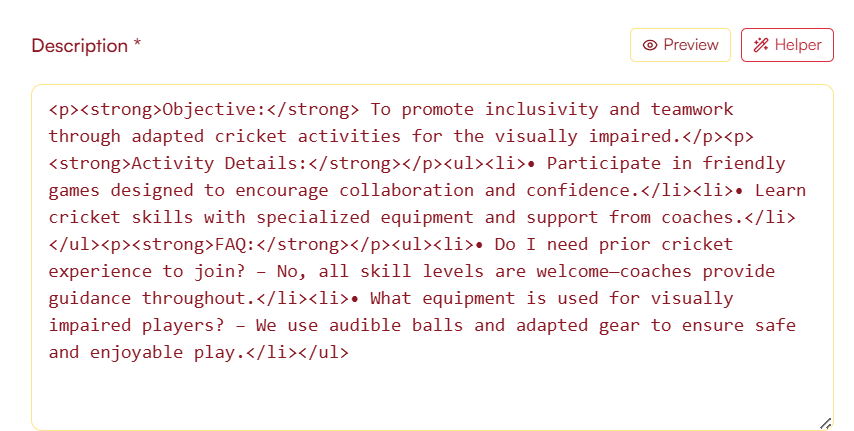 Description *
Preview
Helper
<p><strong>Objective:</strong> To promote inclusivity and teamwork
through adapted cricket activities for the visually impaired.</p><p>
<strong>Activity Details:</strong></p><ul><li>• Participate in friendly
games designed to encourage collaboration and confidence.</li><li>• Learn
cricket skills with specialized equipment and support from coaches.</li>
</ul><p><strong>FAQ:</strong></p><ul><li>• Do I need prior cricket
experience to join? – No, all skill levels are welcome—coaches provide
guidance throughout.</li><li>• What equipment is used for visually
impaired players? – We use audible balls and adapted gear to ensure safe
and enjoyable play.</li></ul>